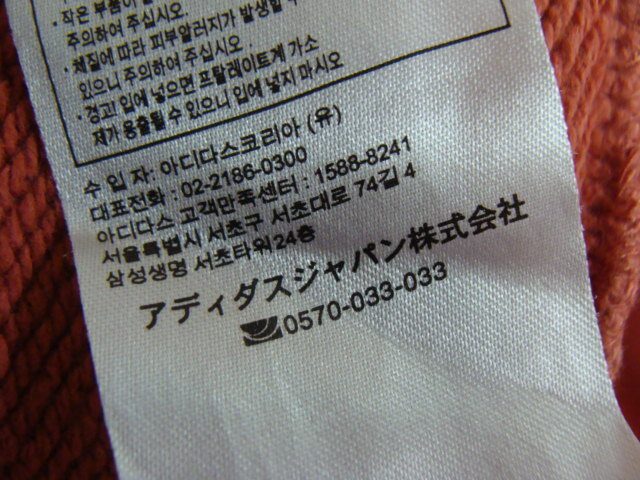 · 작은 부품이
주의하여 주십시오
· 체질에 따라 피부알러지가 발생할 수
있으니 주의하여 주십시오
· 경고! 입에 넣으면 프탈레이트계 가소
제가 용출될 수 있으니 입에 넣지 마시오
수 입 자: 아디다스코리아 (유)
대표전화 : 02-2186-0300
아디다스 고객만족센터 : 1588-8241
서울특별시 서초구 서초대로 74길 4
삼성생명 서초타워24층
アディダスジャパン株式会社
0570-033-033